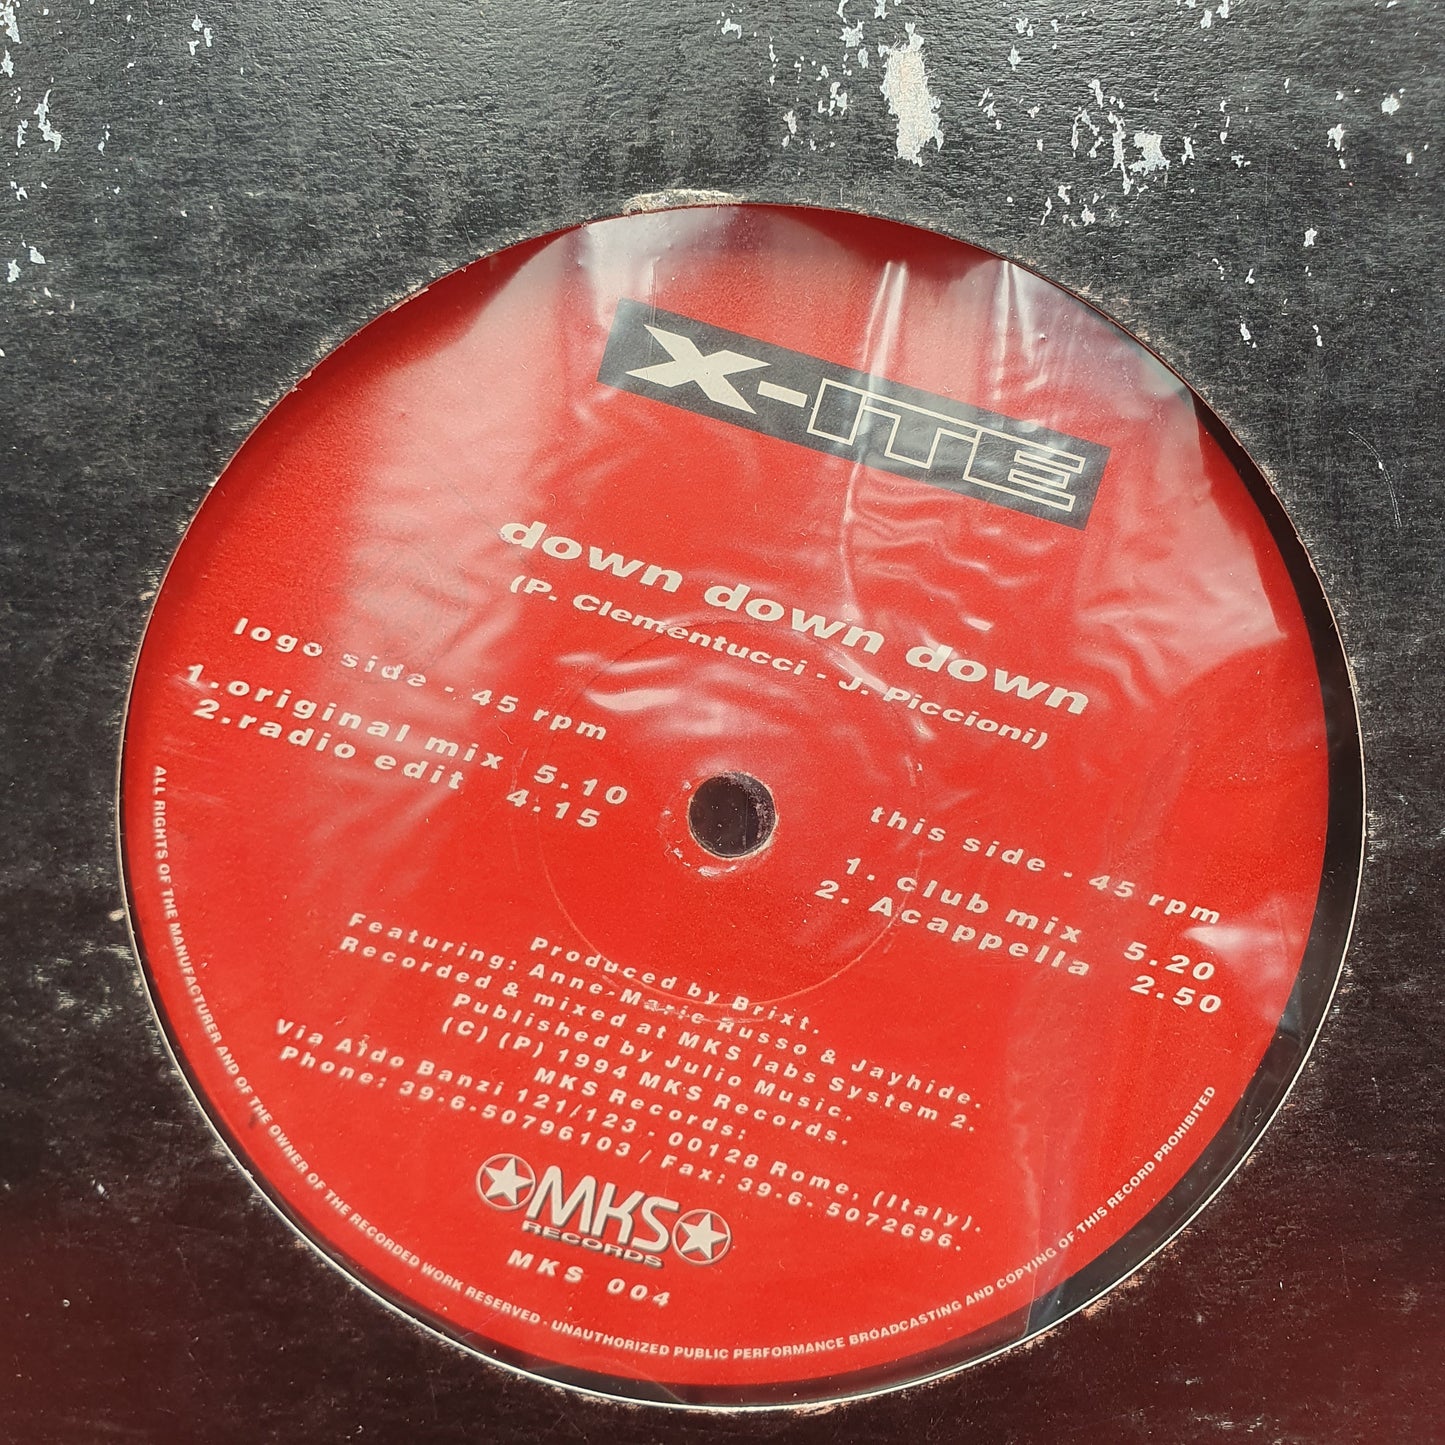 X-ITE
down down down
(P. Clementucci - J. Piccioni)
logo side - 45 rpm
1.original mix 5.10
2.radio edit 4.15
this side - 45 rpm
1. club mix 5.20
2. Acappella 2.50
Produced by Brixt.
Featuring: Anne-Marie Russo & Jayhide.
Recorded & mixed at MKS labs System 2.
Published by Julio Music.
(C) (P) 1994 MKS Records.
MKS Records:
Via Aldo Banzi 121/123 - 00128 Rome, (Italy).
Phone: 39.6-50796103 / Fax: 39.6- 5072696.
MKS
RECORDS
MKS 004
ALL RIGHTS OF THE MANUFACTURER AND OF THE OWNER OF THE RECORDED WORK RESERVED - UNAUTHORIZED PUBLIC PERFORMANCE BROADCASTING AND COPYING OF THIS RECORD PROHIBITED